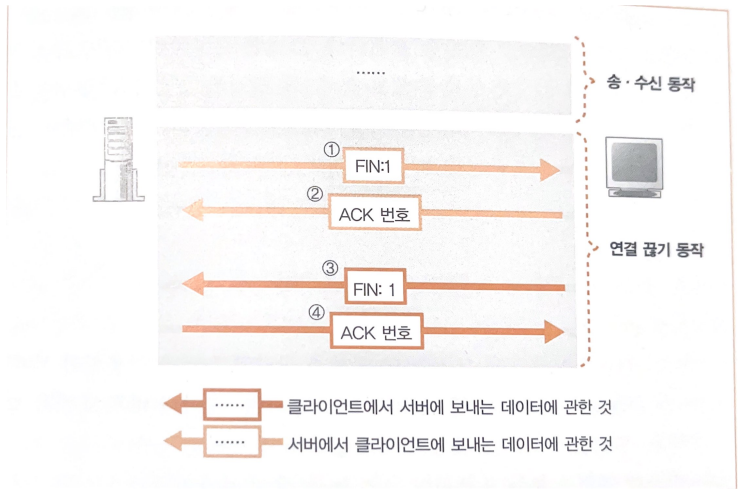 ……
송·수신 동작
① FIN:1
② ACK 번호
연결 끊기 동작
③ FIN: 1
④ ACK 번호
…… 클라이언트에서 서버에 보내는 데이터에 관한 것
…… 서버에서 클라이언트에 보내는 데이터에 관한 것